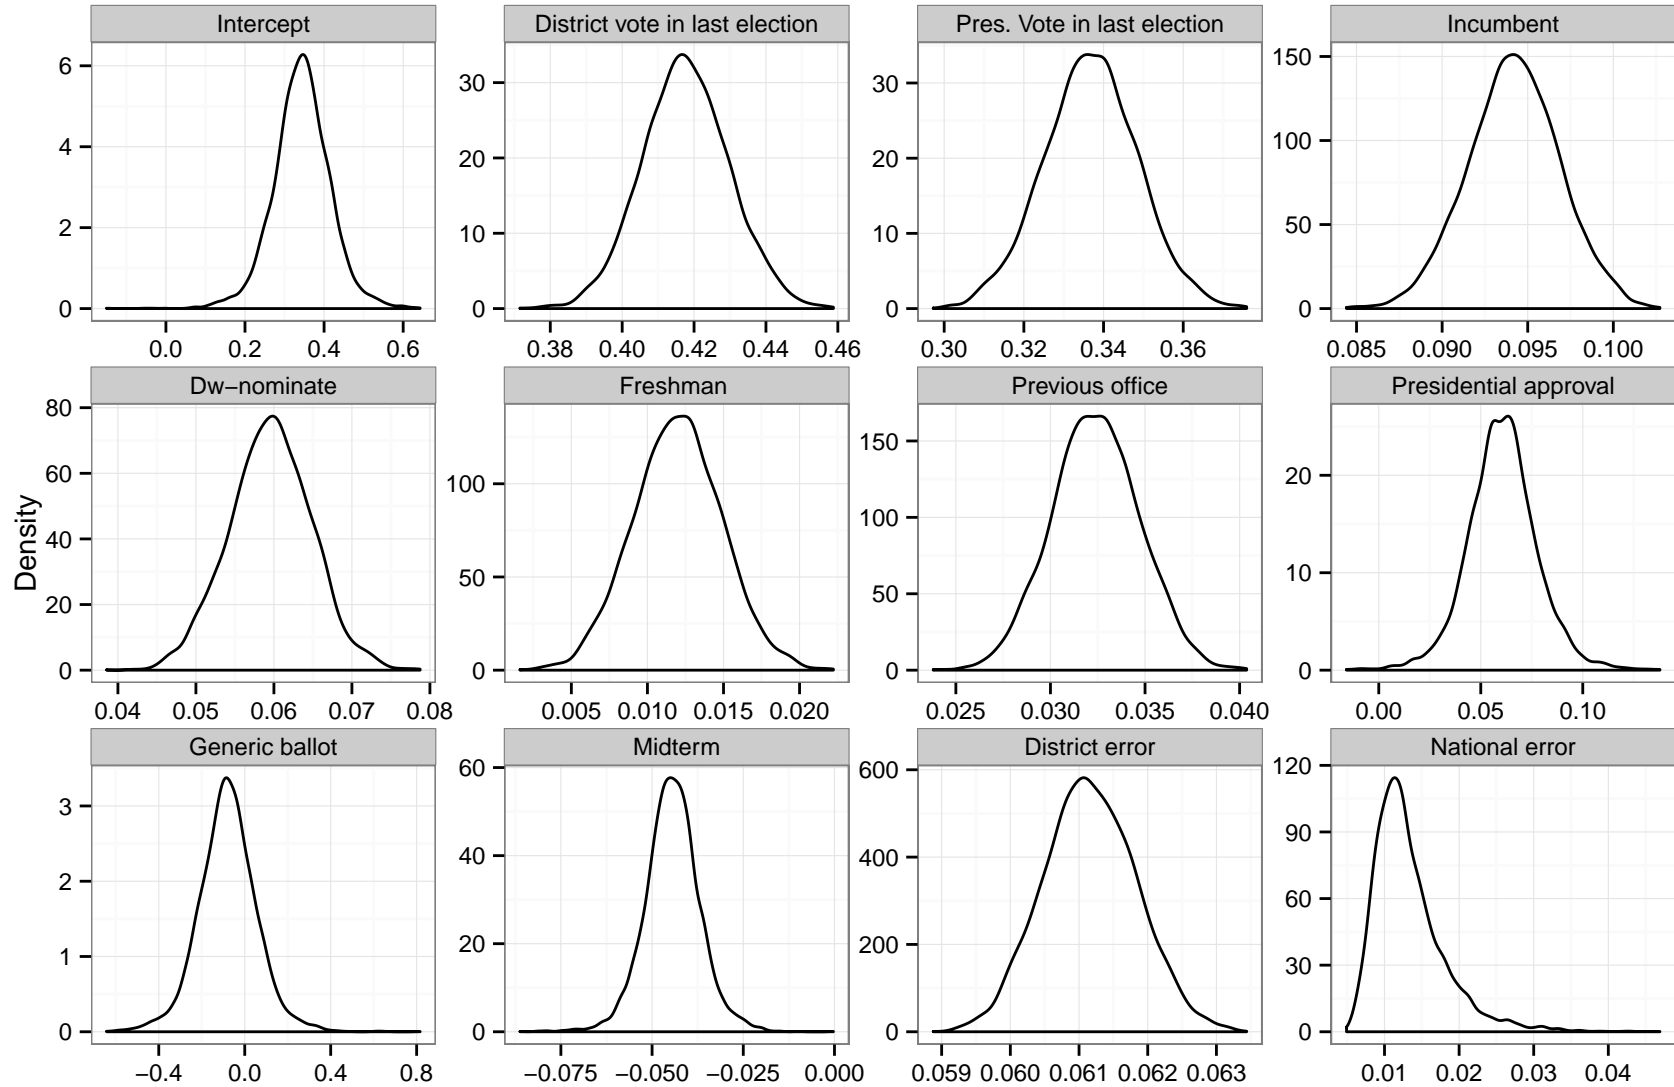 Intercept
District vote in last election
Pres. Vote in last election
Incumbent
6
4
2
0
30
20
10
0
30
20
10
0
150
100
50
0
0.0 0.2 0.4 0.6
0.38 0.40 0.42 0.44 0.46
0.30 0.32 0.34 0.36
0.085 0.090 0.095 0.100
Dw−nominate
Freshman
Previous office
Presidential approval
Density
80
60
40
20
0
100
50
0
150
100
50
0
20
10
0
0.04 0.05 0.06 0.07 0.08
0.005 0.010 0.015 0.020
0.025 0.030 0.035 0.040
0.00 0.05 0.10
Generic ballot
Midterm
District error
National error
3
2
1
0
60
40
20
0
600
400
200
0
120
90
60
30
0
−0.4 0.0 0.4 0.8
−0.075 −0.050 −0.025 0.000
0.059 0.060 0.061 0.062 0.063
0.01 0.02 0.03 0.04